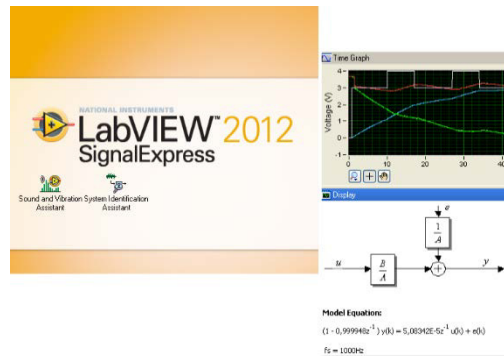 NATIONAL INSTRUMENTS
LabVIEW™ 2012
SignalExpress
Sound and Vibration Assistant
System Identification Assistant
Time Graph
Voltage (V)
4
3
2
1
0
-1
0 10 20 30 40
Display
e
1
A
u
B
A
+
y
Model Equation:
(1 - 0,999948z⁻¹) y(k) = 5,08342E-5z⁻¹ u(k) + e(k)
fs = 1000Hz